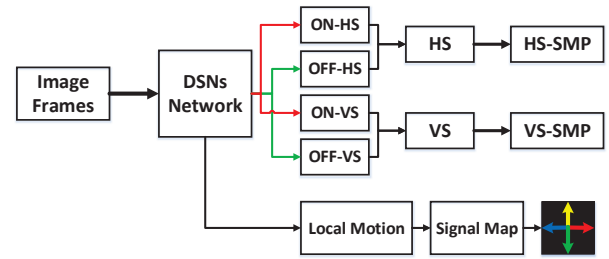 Image Frames
DSNs Network
ON-HS
OFF-HS
ON-VS
OFF-VS
HS
HS-SMP
VS
VS-SMP
Local Motion
Signal Map